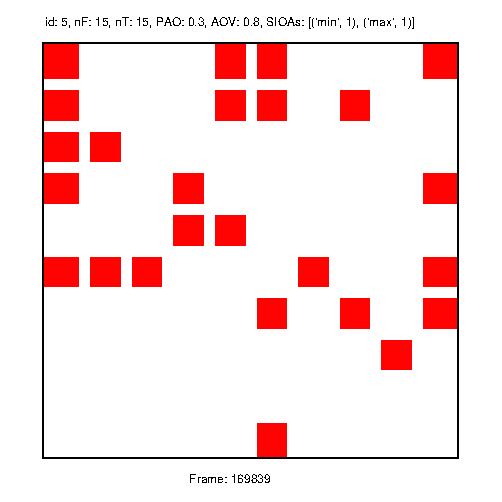 id: 5, nF: 15, nT: 15, PAO: 0.3, AOV: 0.8, SIOAs: [('min', 1), ('max', 1)]
Frame: 169839